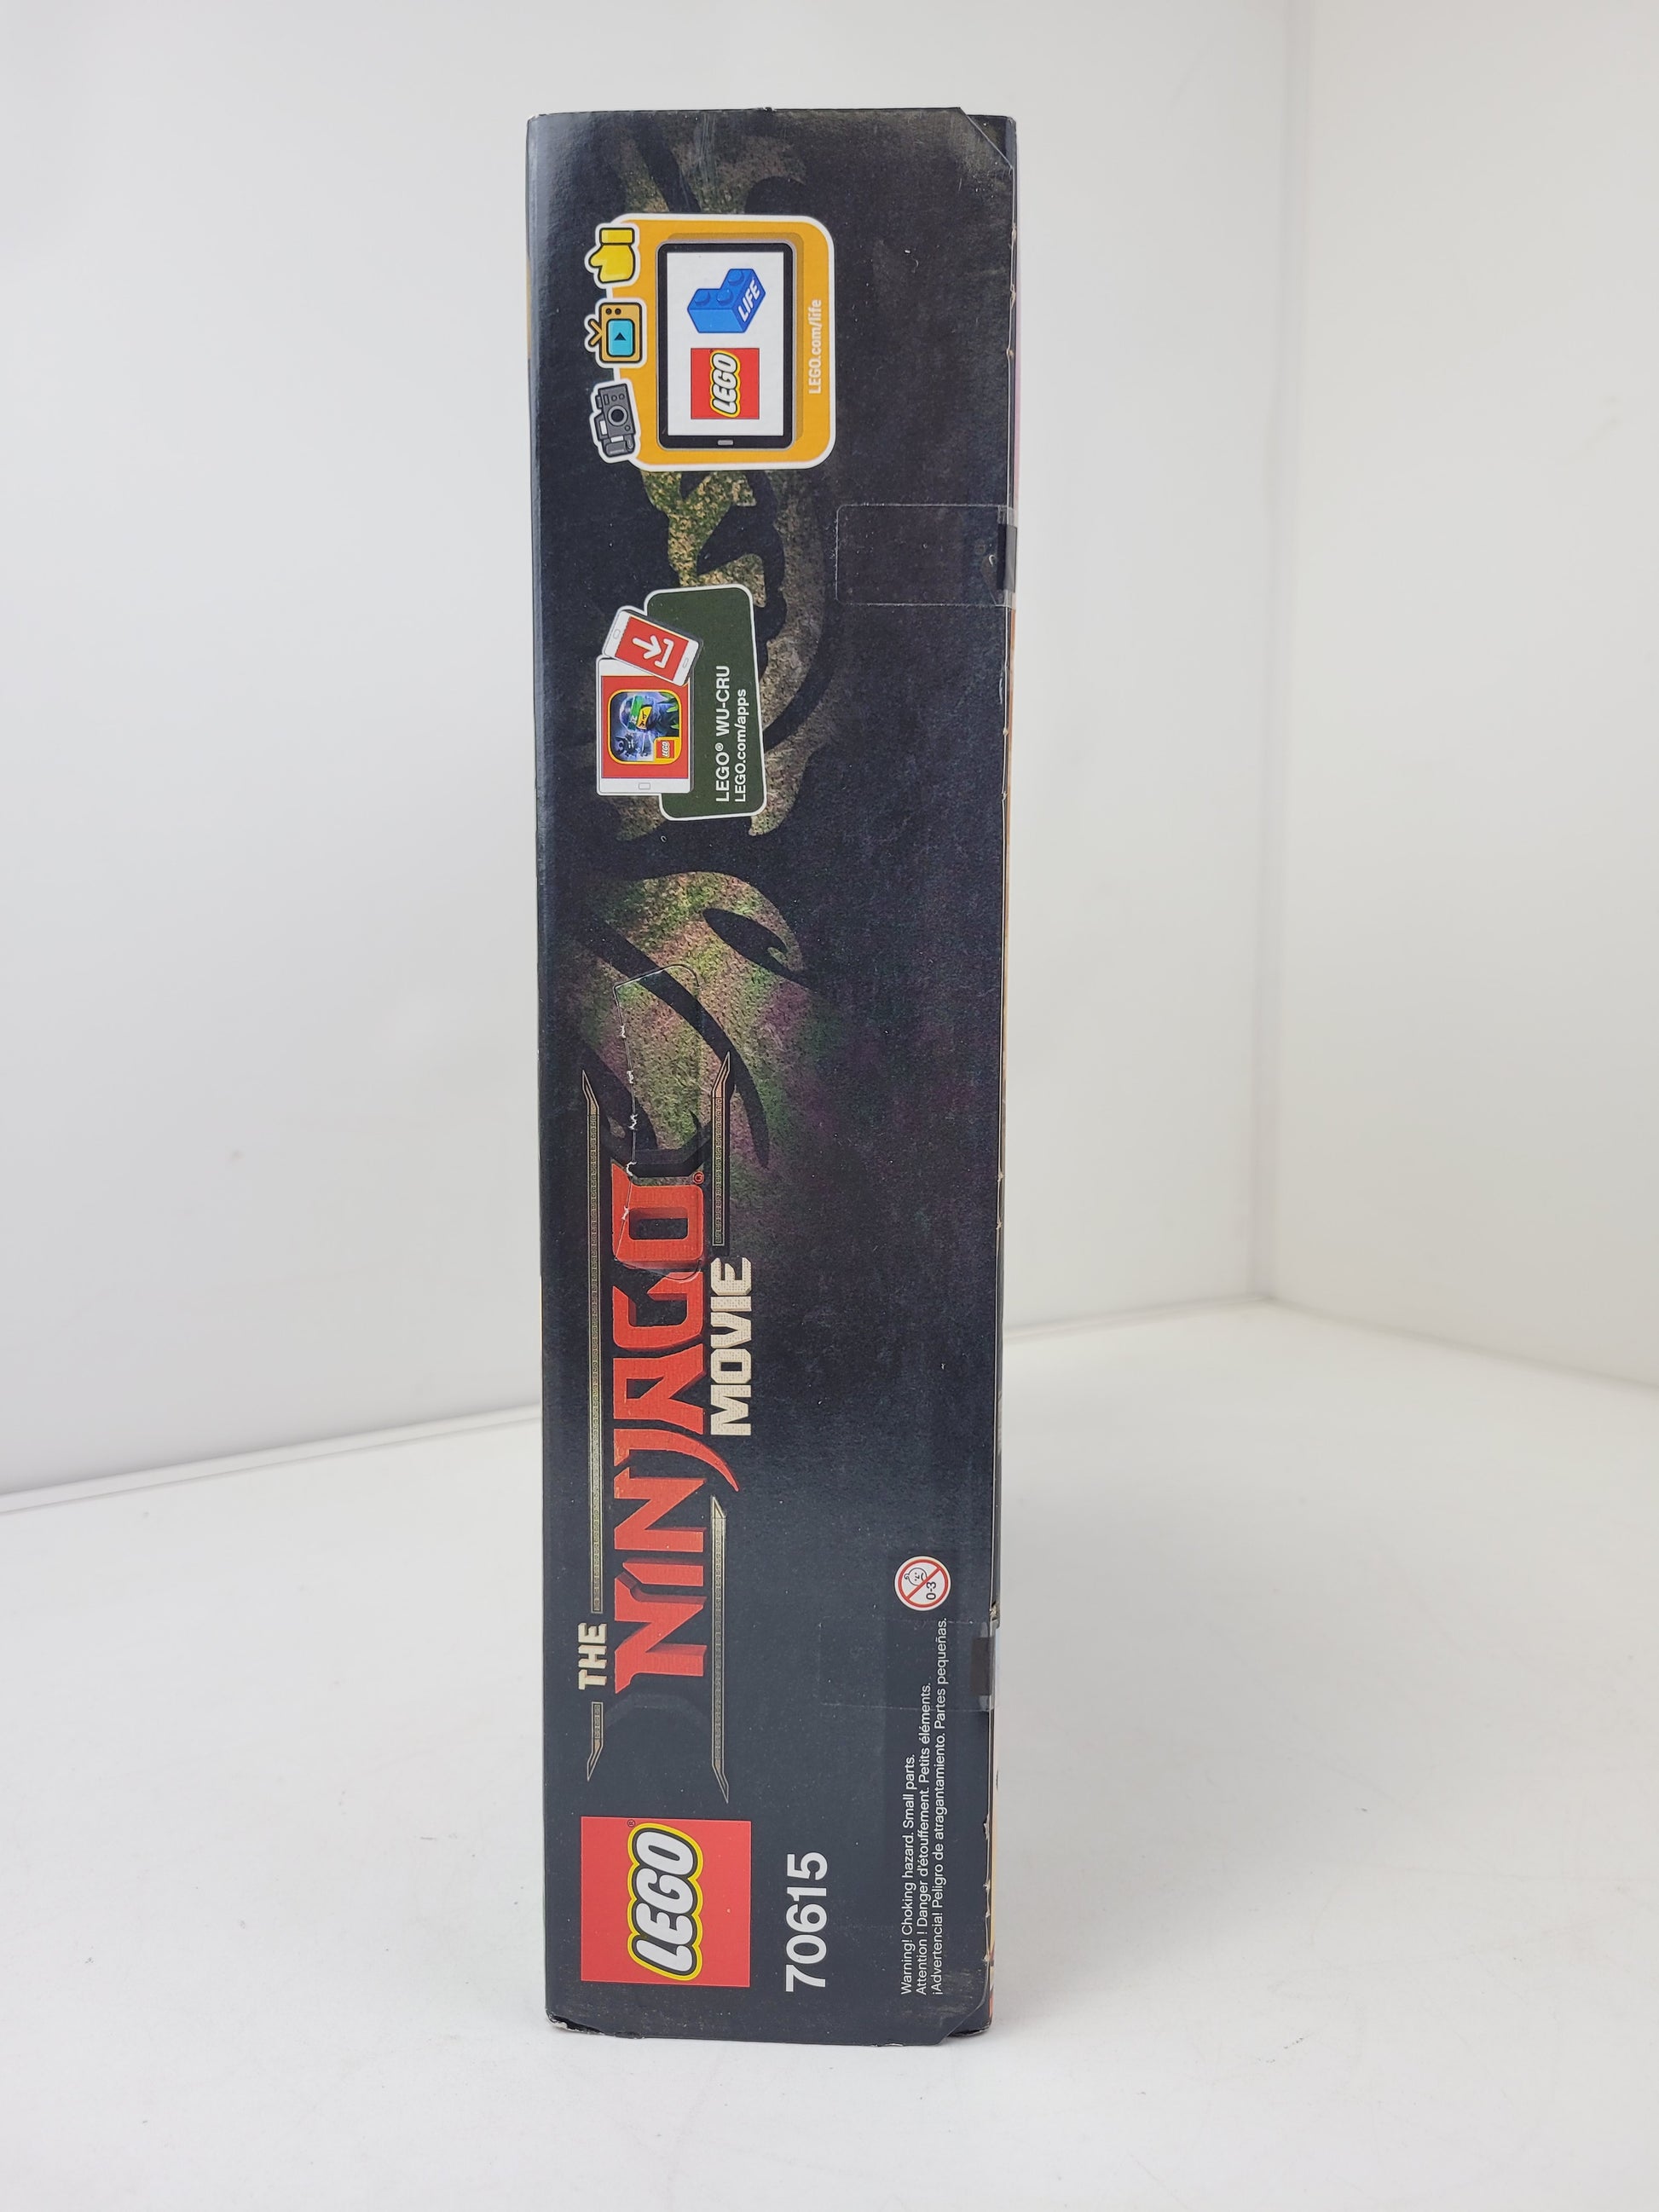 LEGO®
70615
THE
NINJAGO®
MOVIE
Warning! Choking hazard. Small parts.
Attention ! Danger d'étouffement. Petits éléments.
¡Advertencia! Peligro de atragantamiento. Partes pequeñas.
0-3
LEGO
LEGO® WU-CRU
LEGO.com/apps
LEGO
LIFE
LEGO.com/life